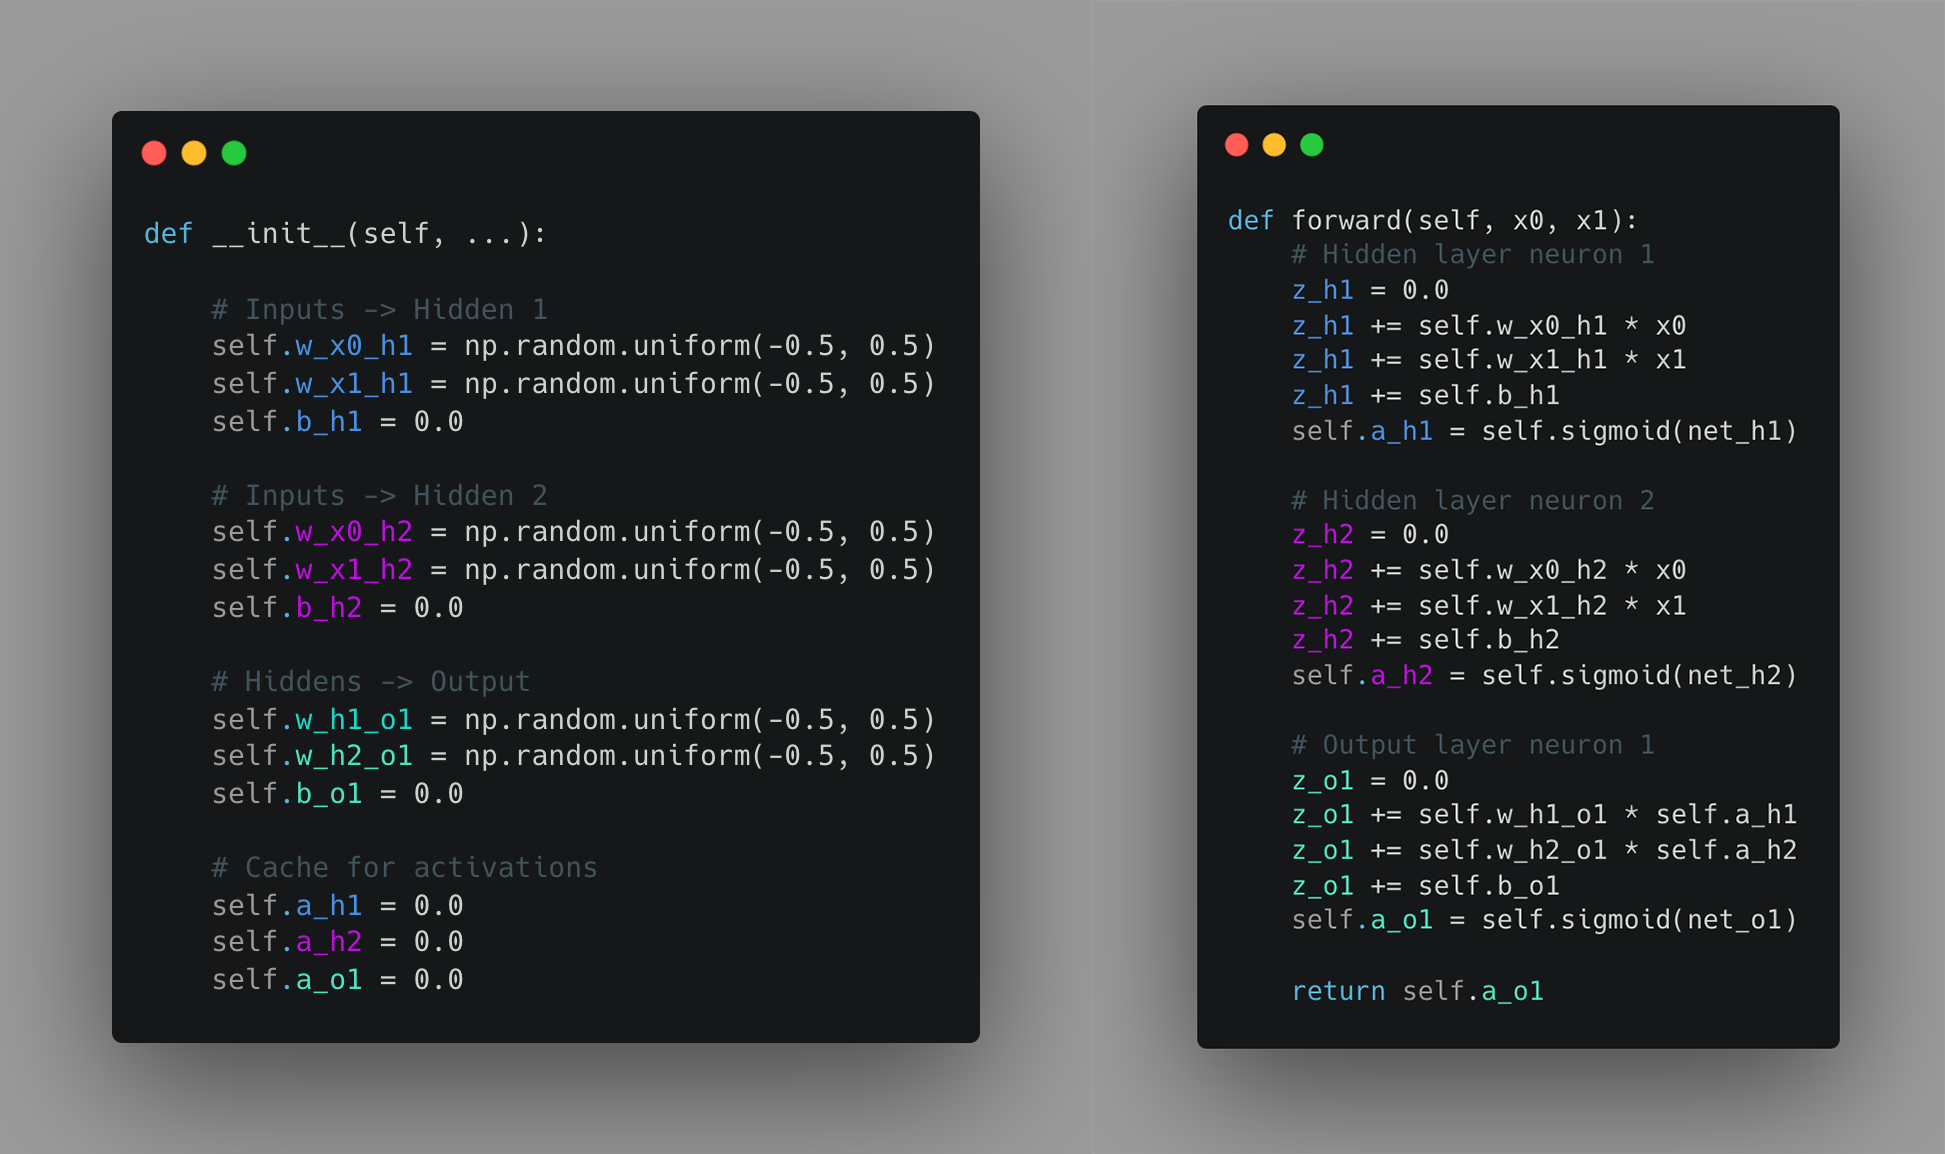 def __init__(self, ...):
# Inputs -> Hidden 1
self.w_x0_h1 = np.random.uniform(-0.5, 0.5)
self.w_x1_h1 = np.random.uniform(-0.5, 0.5)
self.b_h1 = 0.0
# Inputs -> Hidden 2
self.w_x0_h2 = np.random.uniform(-0.5, 0.5)
self.w_x1_h2 = np.random.uniform(-0.5, 0.5)
self.b_h2 = 0.0
# Hiddens -> Output
self.w_h1_o1 = np.random.uniform(-0.5, 0.5)
self.w_h2_o1 = np.random.uniform(-0.5, 0.5)
self.b_o1 = 0.0
# Cache for activations
self.a_h1 = 0.0
self.a_h2 = 0.0
self.a_o1 = 0.0
def forward(self, x0, x1):
# Hidden layer neuron 1
z_h1 = 0.0
z_h1 += self.w_x0_h1 * x0
z_h1 += self.w_x1_h1 * x1
z_h1 += self.b_h1
self.a_h1 = self.sigmoid(net_h1)
# Hidden layer neuron 2
z_h2 = 0.0
z_h2 += self.w_x0_h2 * x0
z_h2 += self.w_x1_h2 * x1
z_h2 += self.b_h2
self.a_h2 = self.sigmoid(net_h2)
# Output layer neuron 1
z_o1 = 0.0
z_o1 += self.w_h1_o1 * self.a_h1
z_o1 += self.w_h2_o1 * self.a_h2
z_o1 += self.b_o1
self.a_o1 = self.sigmoid(net_o1)
return self.a_o1